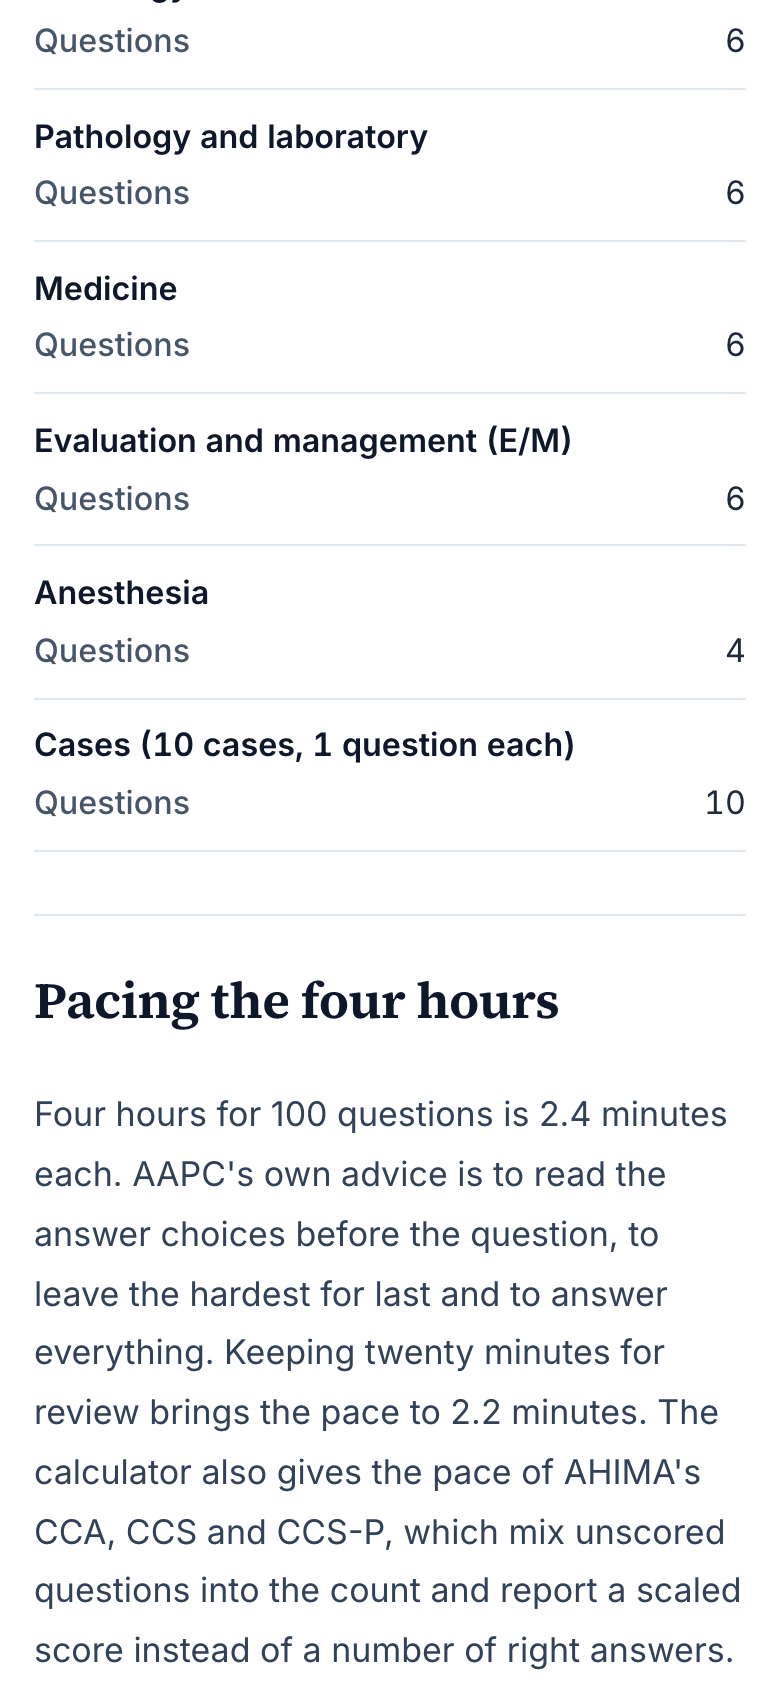 Questions 6
Pathology and laboratory
Questions 6
Medicine
Questions 6
Evaluation and management (E/M)
Questions 6
Anesthesia
Questions 4
Cases (10 cases, 1 question each)
Questions 10
Pacing the four hours
Four hours for 100 questions is 2.4 minutes
each. AAPC's own advice is to read the
answer choices before the question, to
leave the hardest for last and to answer
everything. Keeping twenty minutes for
review brings the pace to 2.2 minutes. The
calculator also gives the pace of AHIMA's
CCA, CCS and CCS-P, which mix unscored
questions into the count and report a scaled
score instead of a number of right answers.